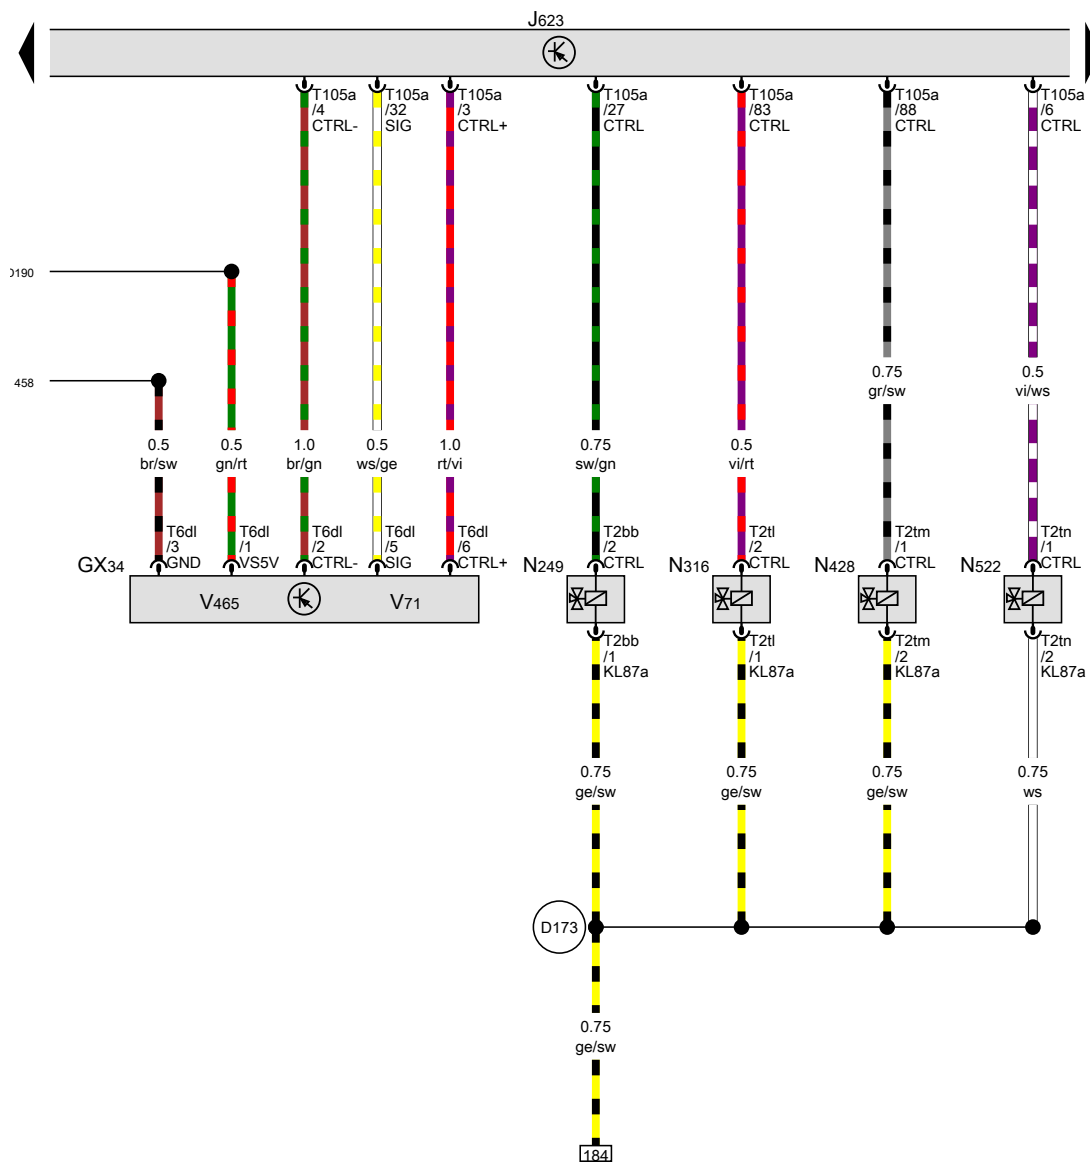 J623
T105a
/4
CTRL-
T105a
/32
SIG
T105a
/3
CTRL+
T105a
/27
CTRL
T105a
/83
CTRL
T105a
/88
CTRL
T105a
/6
CTRL
458
0.75
gr/sw
0.5
vi/ws
0.5
br/sw
0.5
gn/rt
1.0
br/gn
0.5
ws/ge
1.0
rt/vi
0.75
sw/gn
0.5
vi/rt
GX34
T6dl
/3
GND
T6dl
/1
VS5V
T6dl
/2
CTRL-
T6dl
/5
SIG
T6dl
/6
CTRL+
N249
T2bb
/2
CTRL
N316
T2tl
/2
CTRL
N428
T2tm
/1
CTRL
N522
T2tn
/1
CTRL
V465
V71
T2bb
/1
KL87a
T2tl
/1
KL87a
T2tm
/2
KL87a
T2tn
/2
KL87a
0.75
ge/sw
0.75
ge/sw
0.75
ge/sw
0.75
ws
D173
0.75
ge/sw
184